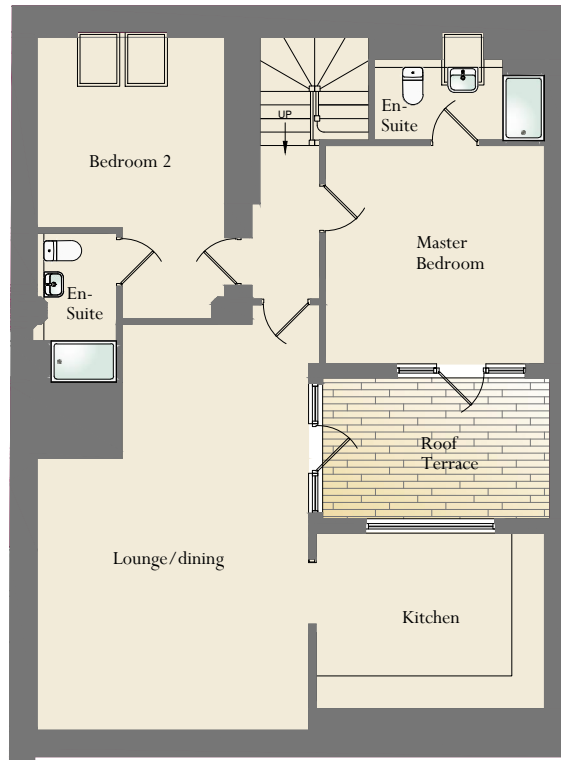 UP
En-
Suite
Bedroom 2
Master
Bedroom
En-
Suite
Roof
Terrace
Lounge/dining
Kitchen